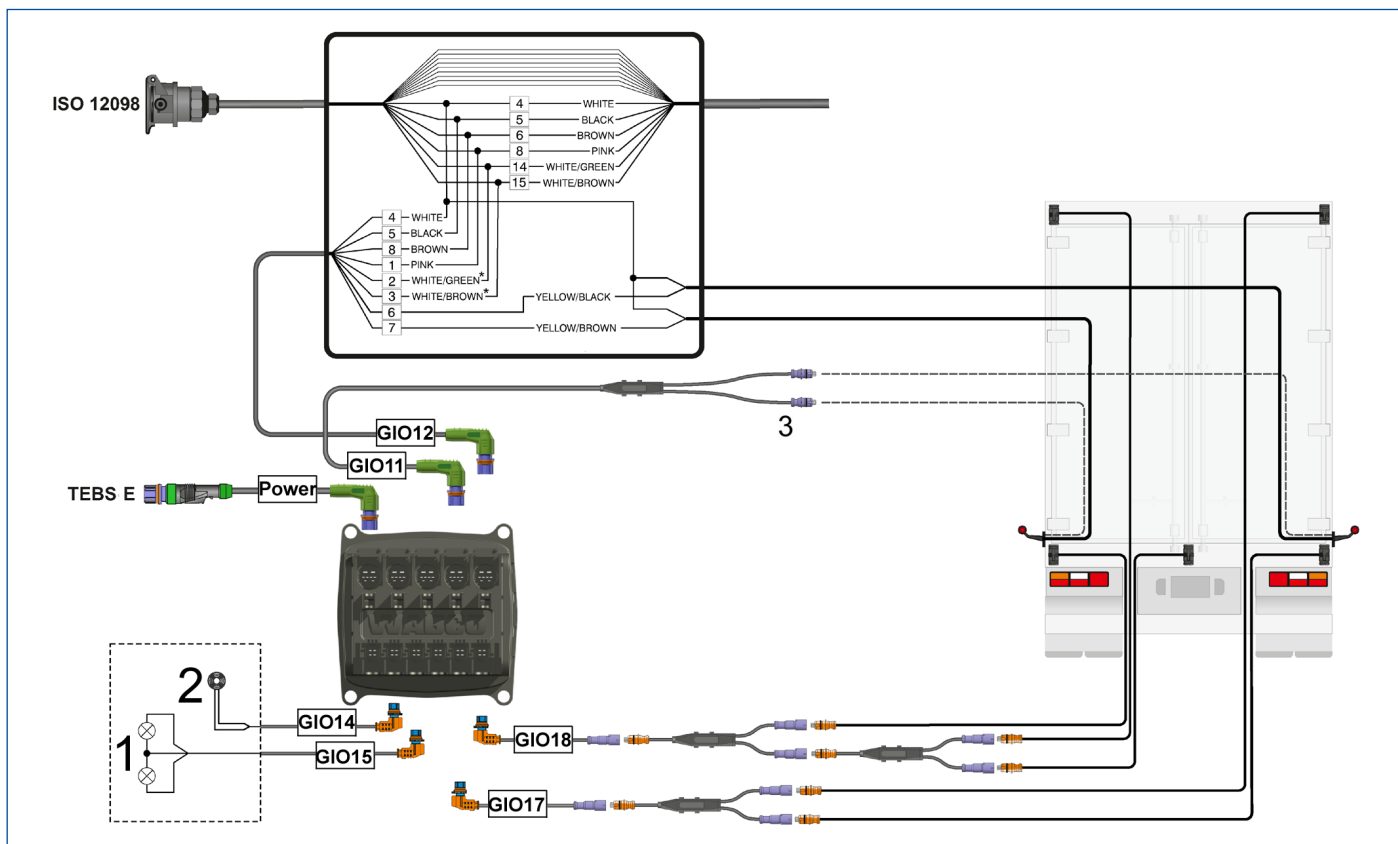 ISO 12098
4 WHITE
5 BLACK
6 BROWN
8 PINK
14 WHITE/GREEN
15 WHITE/BROWN
4 WHITE
5 BLACK
8 BROWN
1 PINK
2 WHITE/GREEN*
3 WHITE/BROWN*
6 YELLOW/BLACK
7 YELLOW/BROWN
3
GIO12
GIO11
TEBS E Power
WABCO
2
1
GIO14
GIO15
GIO18
GIO17